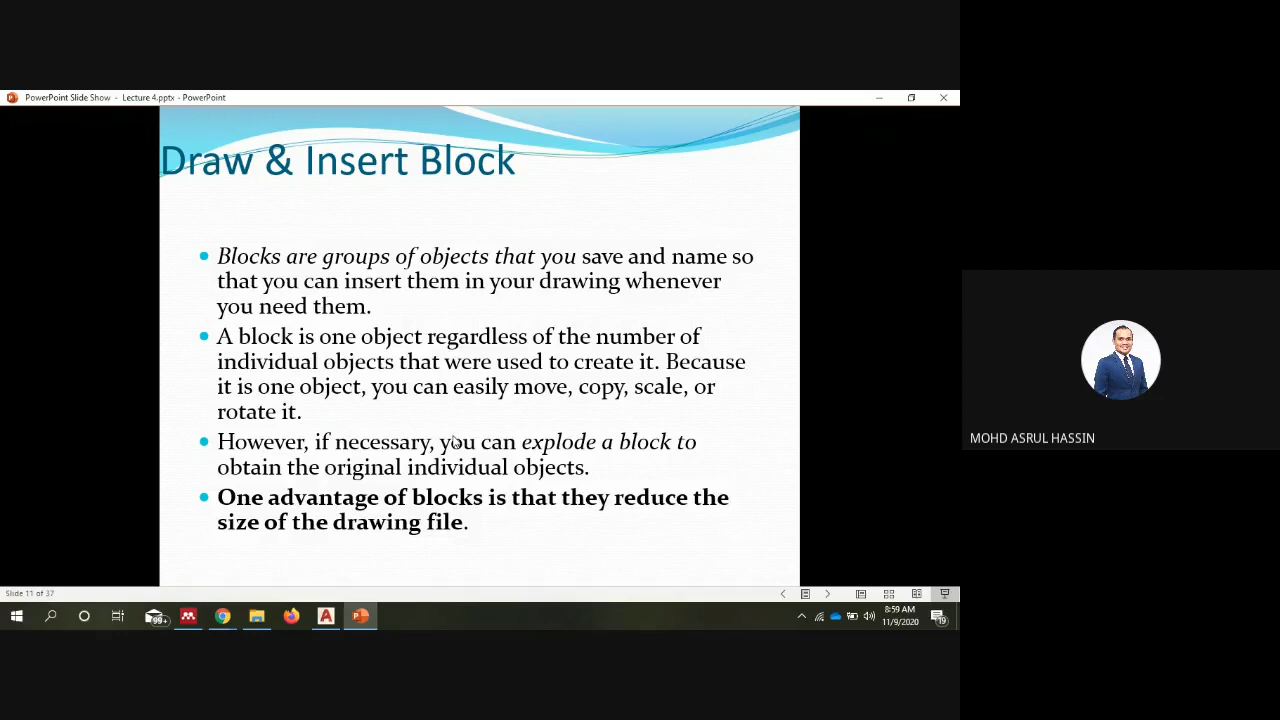 PowerPoint Slide Show - Lecture 4.pptx - PowerPoint
Draw & Insert Block
Blocks are groups of objects that you save and name so
that you can insert them in your drawing whenever
you need them.
A block is one object regardless of the number of
individual objects that were used to create it. Because
it is one object, you can easily move, copy, scale, or
rotate it.
However, if necessary, you can explode a block to
obtain the original individual objects.
One advantage of blocks is that they reduce the
size of the drawing file.
MOHD ASRUL HASSIN
Slide 11 of 37
99+
8:59 AM
11/9/2020
19